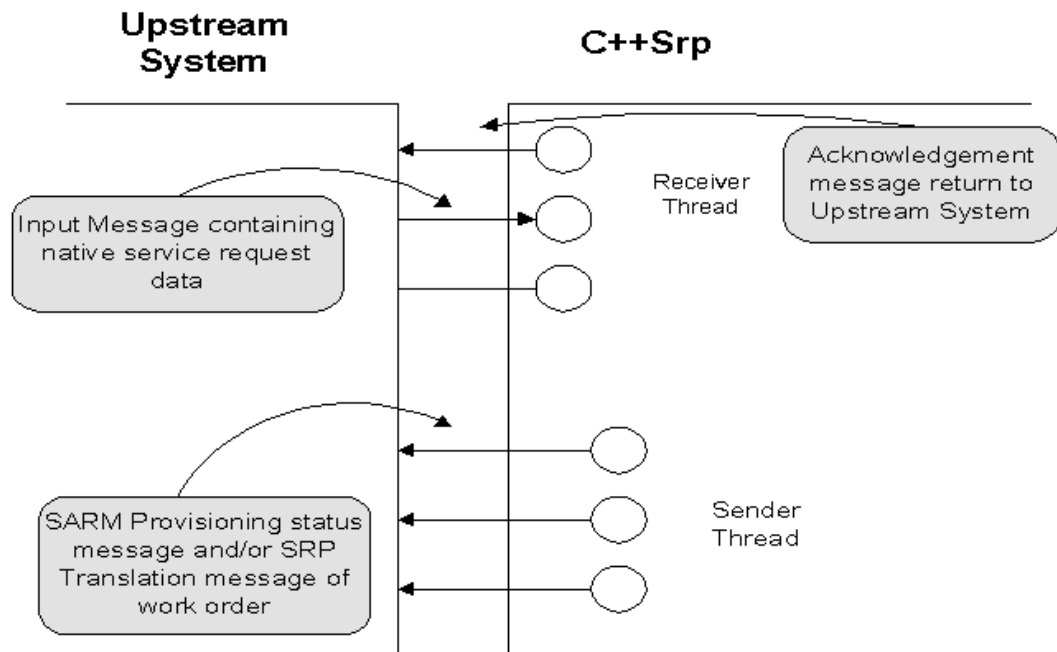 Upstream
System
C++Srp
Acknowledgement
message return to
Upstream System
Receiver
Thread
Input Message containing
native service request
data
SARM Provisioning status
message and/or SRP
Translation message of
work order
Sender
Thread